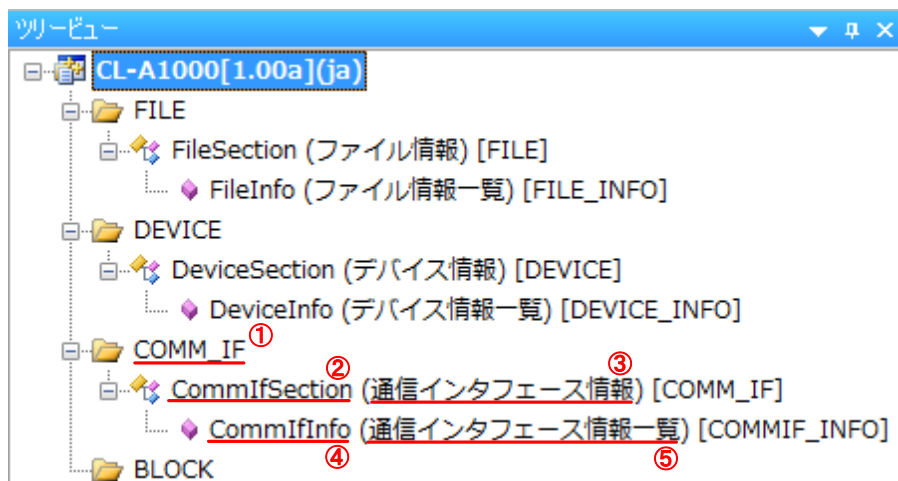 ツリービュー
CL-A1000[1.00a](ja)
FILE
FileSection (ファイル情報) [FILE]
FileInfo (ファイル情報一覧) [FILE_INFO]
DEVICE
DeviceSection (デバイス情報) [DEVICE]
DeviceInfo (デバイス情報一覧) [DEVICE_INFO]
COMM_IF ①
② ③
CommIfSection (通信インタフェース情報) [COMM_IF]
CommIfInfo (通信インタフェース情報一覧) [COMMIF_INFO]
④ ⑤
BLOCK